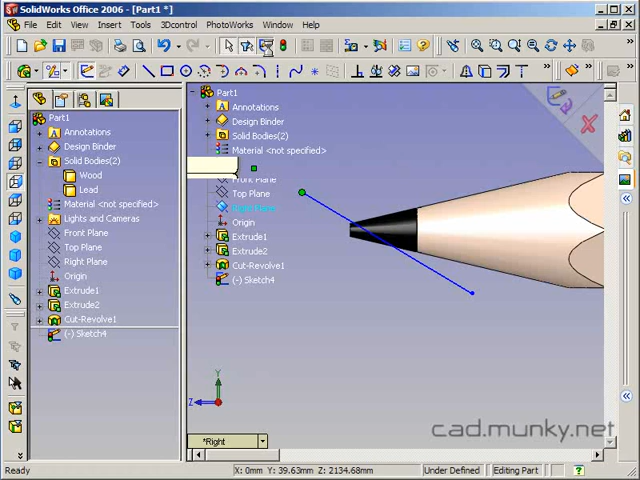 SolidWorks Office 2006 - [Part1 *]
File Edit View Insert Tools 3Dcontrol PhotoWorks Window Help
Part1
Annotations
Design Binder
Solid Bodies(2)
Wood
Lead
Material <not specified>
Lights and Cameras
Front Plane
Top Plane
Right Plane
Origin
Extrude1
Extrude2
Cut-Revolve1
(-) Sketch4
Part1
Annotations
Design Binder
Solid Bodies(2)
Material <not specified>
Front Plane
Top Plane
Right Plane
Origin
Extrude1
Extrude2
Cut-Revolve1
(-) Sketch4
Y
Z
*Right
cad.munky.net
Ready
X: 0mm Y: 39.63mm Z: 2134.68mm
Under Defined
Editing Part